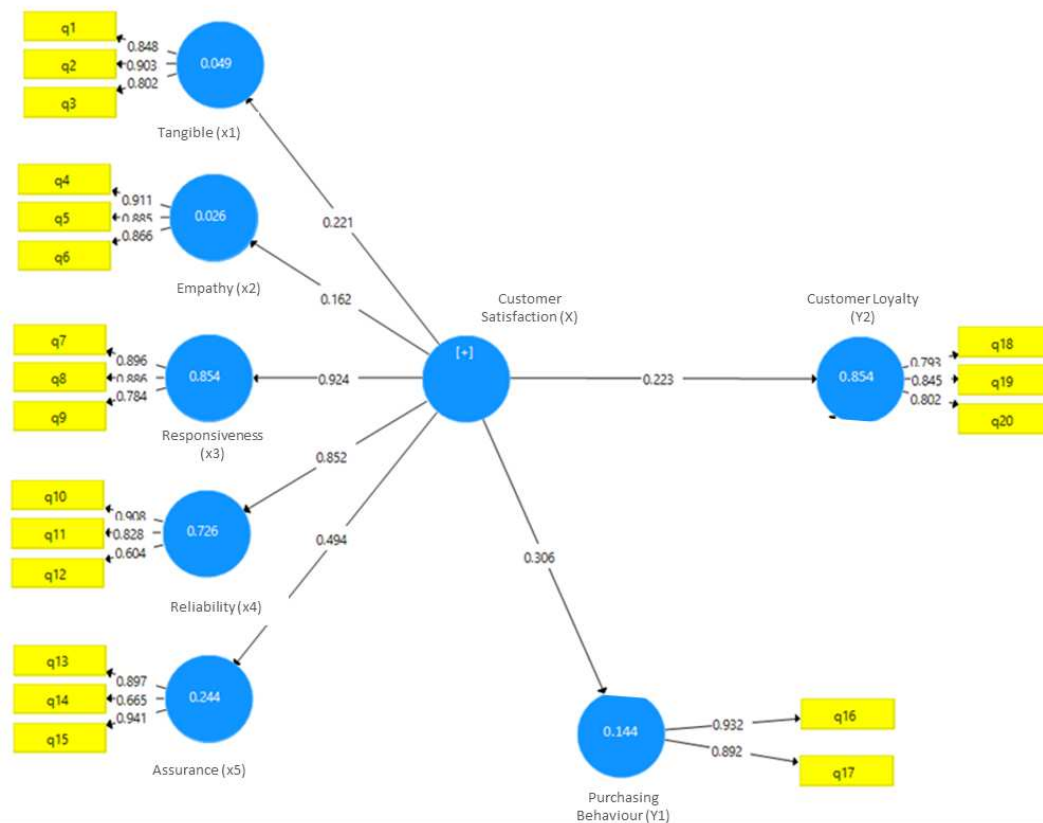 q1
0.848
q2
0.903
0.802
q3
0.049
Tangible (x1)
q4
0.911
q5
0.885
0.866
q6
0.026
Empathy (x2)
0.221
0.162
Customer
Satisfaction (X)
[+]
Customer Loyalty
(Y2)
q7
0.896
q8
0.886
0.784
q9
0.854
Responsiveness
(x3)
0.924
0.223
0.854
q18
0.793
q19
0.845
0.802
q20
0.852
q10
0.908
q11
0.828
0.604
q12
0.726
Reliability (x4)
0.494
0.306
q13
0.897
q14
0.665
0.941
q15
0.244
Assurance (x5)
0.144
0.932
q16
0.892
q17
Purchasing
Behaviour (Y1)